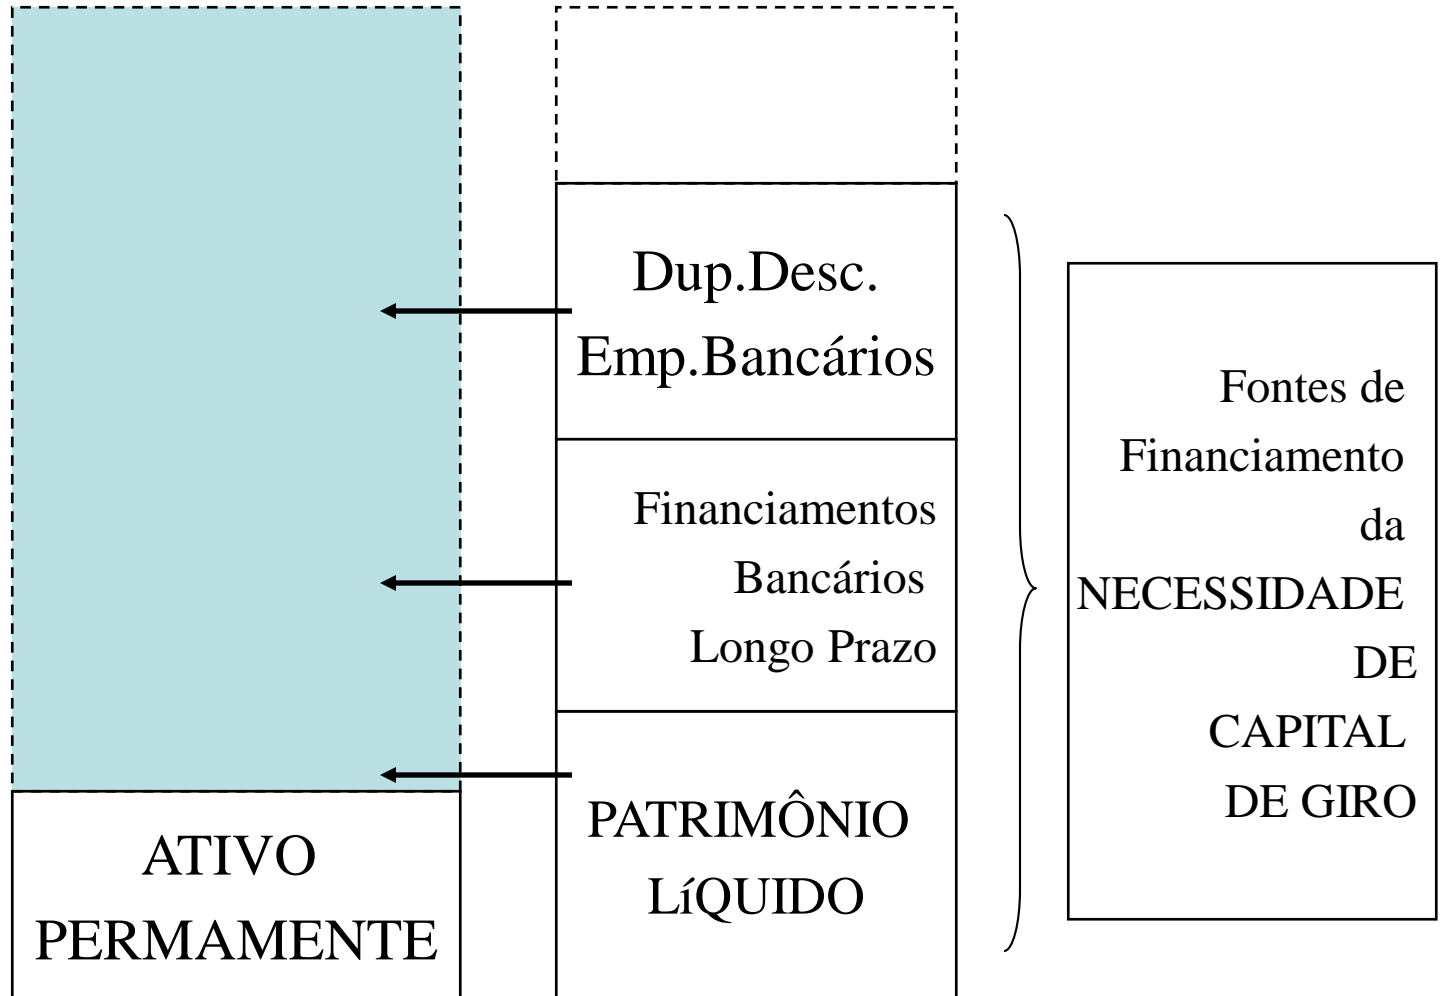 Dup.Desc.
Emp.Bancários
Financiamentos
Bancários
Longo Prazo
PATRIMÔNIO
LíQUIDO
ATIVO
PERMAMENTE
Fontes de
Financiamento
da
NECESSIDADE
DE
CAPITAL
DE GIRO